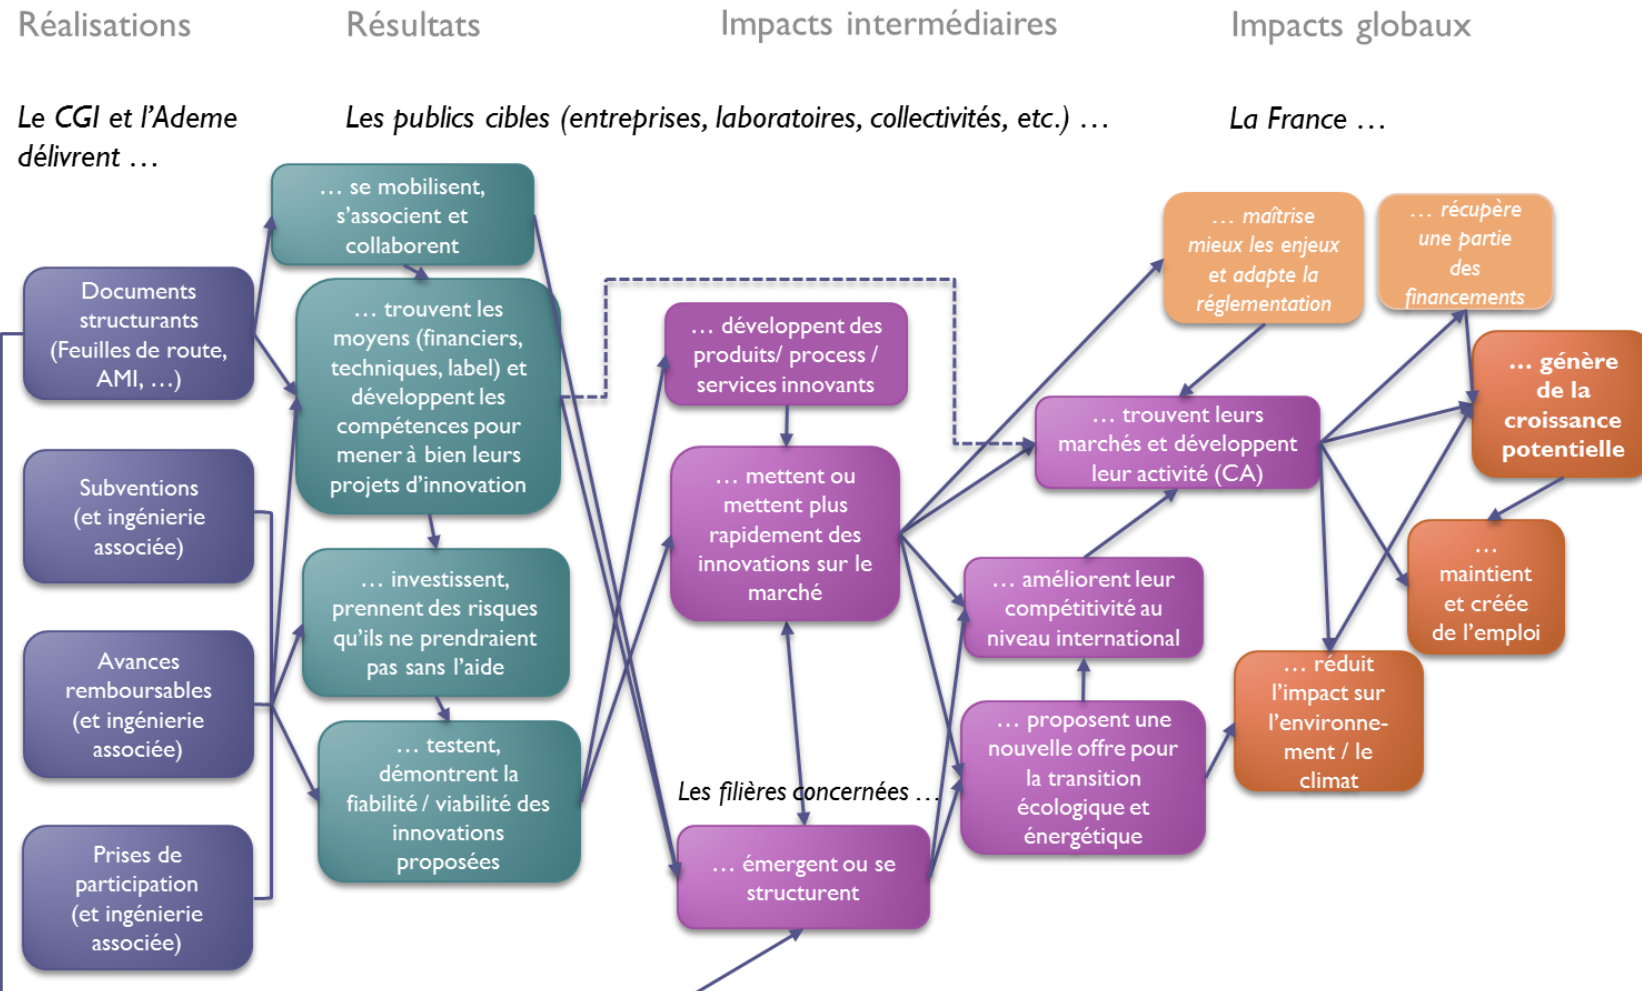 Réalisations
Résultats
Impacts intermédiaires
Impacts globaux
Le CGI et l'Ademe
délivrent …
Les publics cibles (entreprises, laboratoires, collectivités, etc.) …
La France …
Documents
structurants
(Feuilles de route,
AMI, …)
Subventions
(et ingénierie
associée)
Avances
remboursables
(et ingénierie
associée)
Prises de
participation
(et ingénierie
associée)
… se mobilisent,
s'associent et
collaborent
… trouvent les
moyens (financiers,
techniques, label) et
développent les
compétences pour
mener à bien leurs
projets d'innovation
… investissent,
prennent des risques
qu'ils ne prendraient
pas sans l'aide
… testent,
démontrent la
fiabilité / viabilité des
innovations
proposées
… développent des
produits/ process /
services innovants
… mettent ou
mettent plus
rapidement des
innovations sur le
marché
Les filières concernées …
… émergent ou se
structurent
… trouvent leurs
marchés et développent
leur activité (CA)
… améliorent leur
compétitivité au
niveau international
… proposent une
nouvelle offre pour
la transition
écologique et
énergétique
… maîtrise
mieux les enjeux
et adapte la
réglementation
… récupère
une partie
des
financements
… génère
de la
croissance
potentielle
…
maintient
et créée
de l'emploi
… réduit
l'impact sur
l'environne-
ment / le
climat